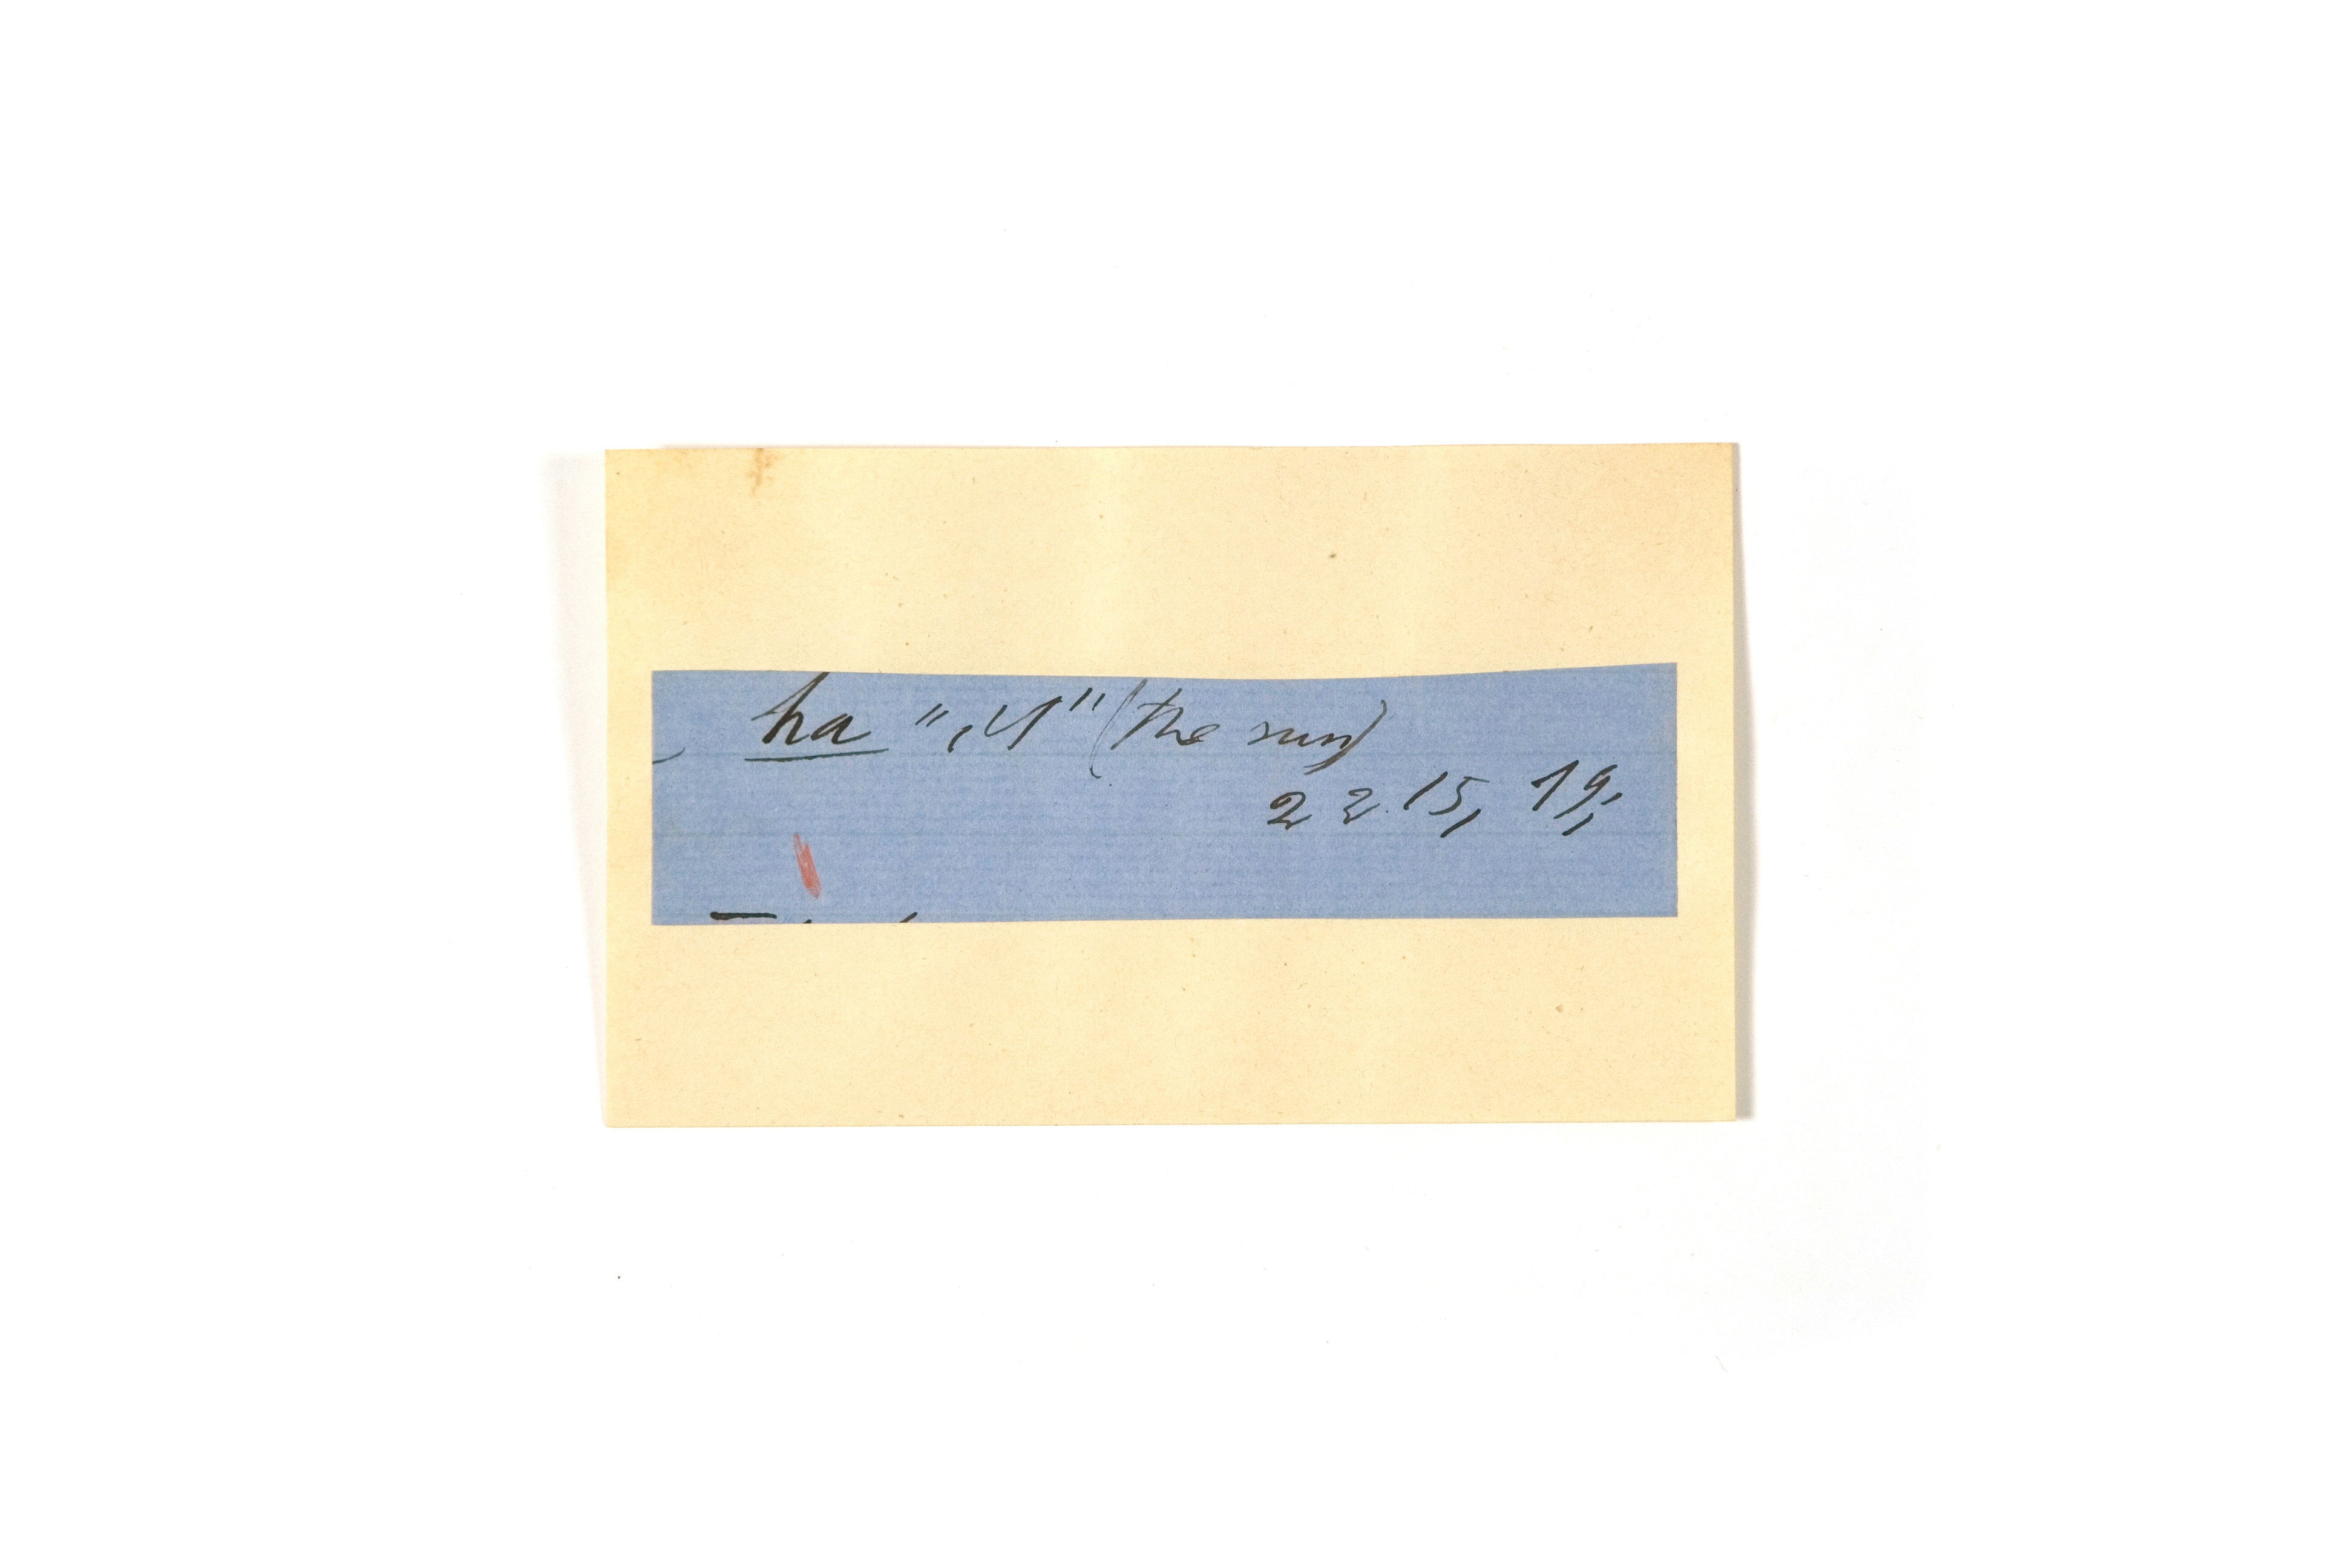 ha "it" (the sun)
22.15, 19;